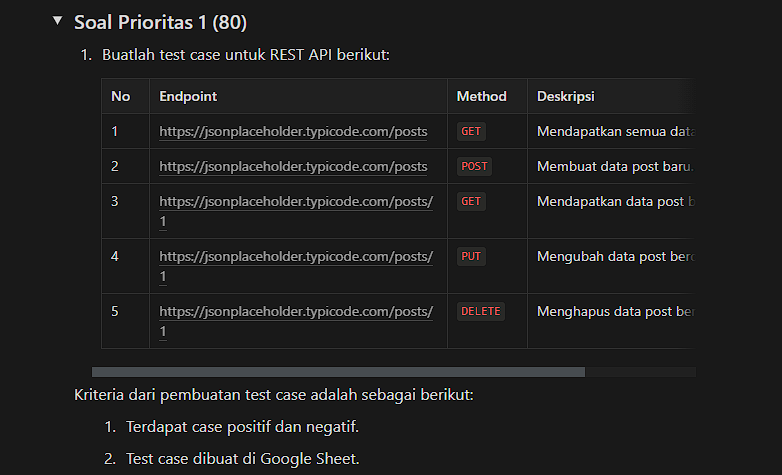 Soal Prioritas 1 (80)
1. Buatlah test case untuk REST API berikut:
No Endpoint Method Deskripsi
1 https://jsonplaceholder.typicode.com/posts GET Mendapatkan semua data
2 https://jsonplaceholder.typicode.com/posts POST Membuat data post baru.
3 https://jsonplaceholder.typicode.com/posts/ GET Mendapatkan data post
1
4 https://jsonplaceholder.typicode.com/posts/ PUT Mengubah data post
1
5 https://jsonplaceholder.typicode.com/posts/ DELETE Menghapus data post
1
Kriteria dari pembuatan test case adalah sebagai berikut:
1. Terdapat case positif dan negatif.
2. Test case dibuat di Google Sheet.